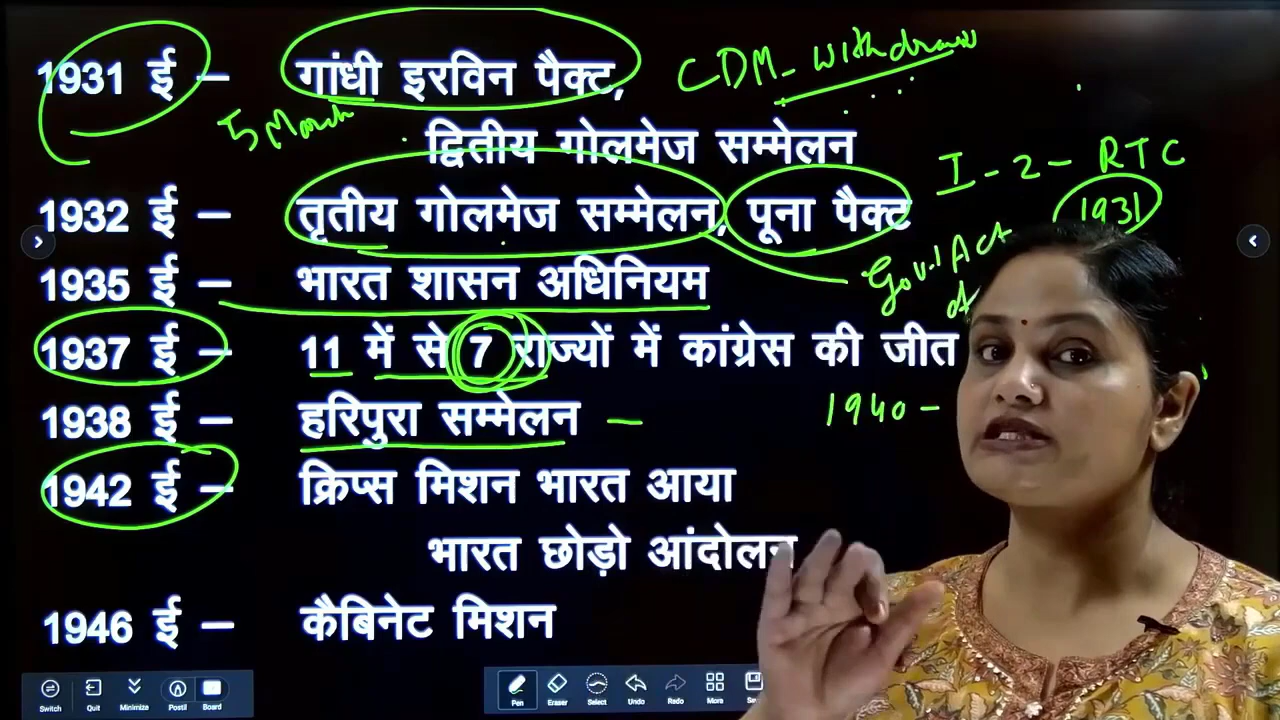 1931 ई – गांधी इरविन पैक्ट, CDM - withdraw
5 March
द्वितीय गोलमेज सम्मेलन
I - 2 - RTC
1932 ई – तृतीय गोलमेज सम्मेलन, पूना पैक्ट
1931
Govt Act
of
1935 ई – भारत शासन अधिनियम
1937 ई – 11 में से 7 राज्यों में कांग्रेस की जीत
1938 ई – हरिपुरा सम्मेलन –
1940 –
1942 ई – क्रिप्स मिशन भारत आया
भारत छोड़ो आंदोलन
1946 ई – कैबिनेट मिशन
Switch Quit Minimize Postil Board Pen Eraser Select Undo Redo More